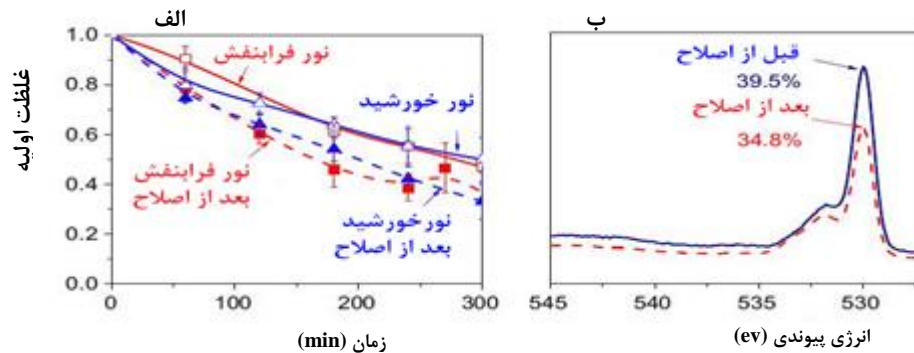 الف
غلظت اولیه
1.0
0.8
0.6
0.4
0.2
0.0
نور فرابنفش
نور خورشید
نور فرابنفش
بعد از اصلاح
نورخورشید
بعد از اصلاح
0
100
200
300
زمان (min)
ب
قبل از اصلاح
39.5%
بعد از اصلاح
34.8%
545
540
535
530
انرژی پیوندی (ev)